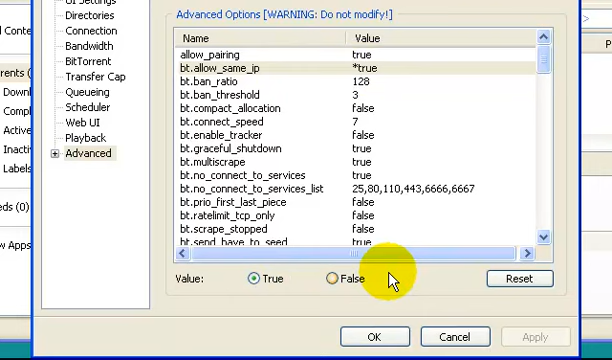 UI Settings
Directories
Connection
Bandwidth
BitTorrent
Transfer Cap
Queueing
Scheduler
Web UI
Playback
Advanced
Advanced Options [WARNING: Do not modify!]
Name Value
allow_pairing true
bt.allow_same_ip *true
bt.ban_ratio 128
bt.ban_threshold 3
bt.compact_allocation false
bt.connect_speed 7
bt.enable_tracker false
bt.graceful_shutdown true
bt.multiscrape true
bt.no_connect_to_services true
bt.no_connect_to_services_list 25,80,110,443,6666,6667
bt.prio_first_last_piece false
bt.ratelimit_tcp_only false
bt.scrape_stopped false
bt.send_have_to_seed true
Value: True False Reset
OK Cancel Apply